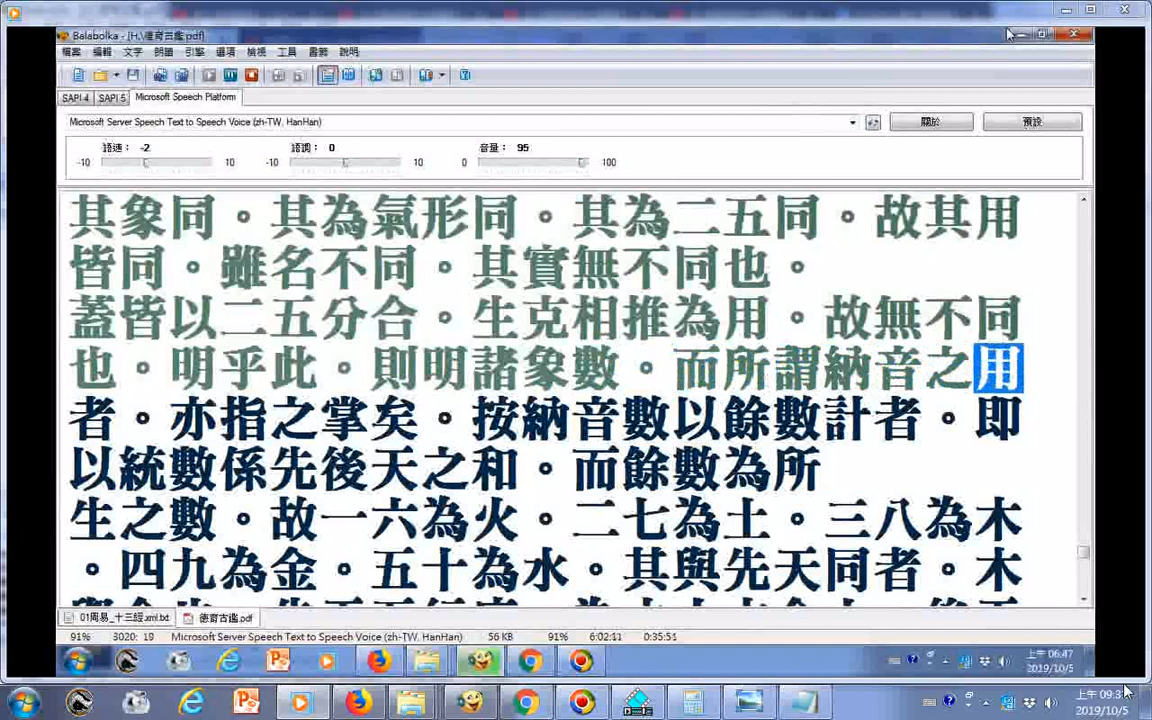 Balabolka - [H:\德育古鑑.pdf]
檔案 編輯 文字 朗讀 引擎 選項 檢視 工具 書籤 說明
SAPI 4 SAPI 5 Microsoft Speech Platform
Microsoft Server Speech Text to Speech Voice (zh-TW, HanHan) 關於 預設
語速： -2 語調： 0 音量： 95
-10 10 -10 10 0 100
其象同。其為氣形同。其為二五同。故其用
皆同。雖名不同。其實無不同也。
蓋皆以二五分合。生克相推為用。故無不同
也。明乎此。則明諸象數。而所謂納音之用
者。亦指之掌矣。按納音數以餘數計者。即
以統數係先後天之和。而餘數為所
生之數。故一六為火。二七為土。三八為木
。四九為金。五十為水。其與先天同者。木
01周易_十三經.xml.txt 德育古鑑.pdf
91% 3020: 19 Microsoft Server Speech Text to Speech Voice (zh-TW, HanHan) 56 KB 91% 6:02:11 0:35:51
上午 06:47
2019/10/5
上午 09:3
2019/10/5